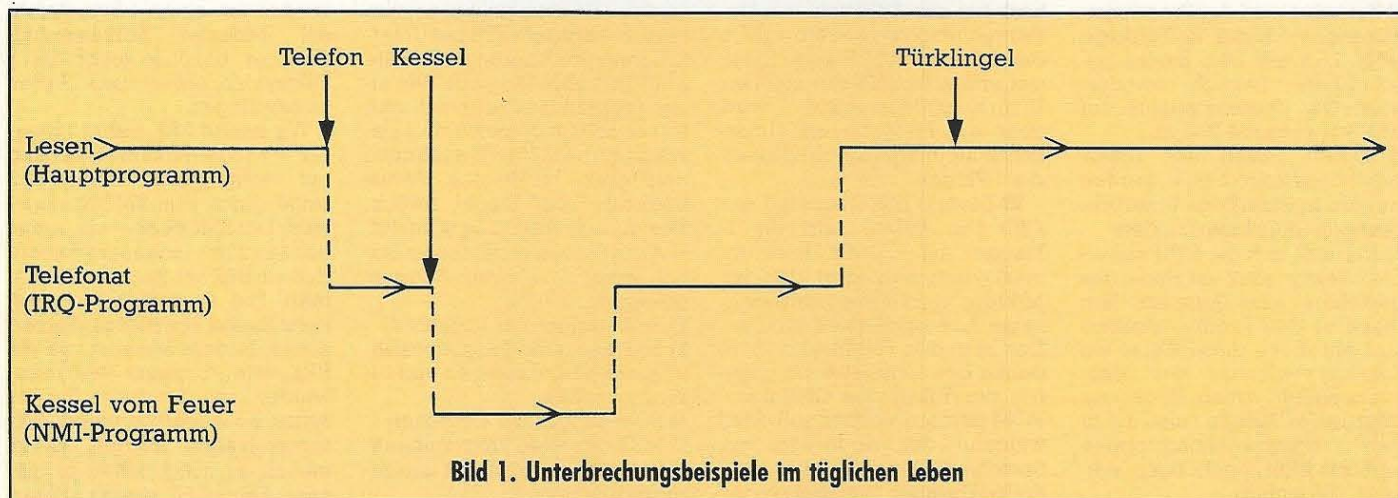 Telefon Kessel Türklingel
Lesen
(Hauptprogramm)
Telefonat
(IRQ-Programm)
Kessel vom Feuer
(NMI-Programm)
Bild 1. Unterbrechungsbeispiele im täglichen Leben